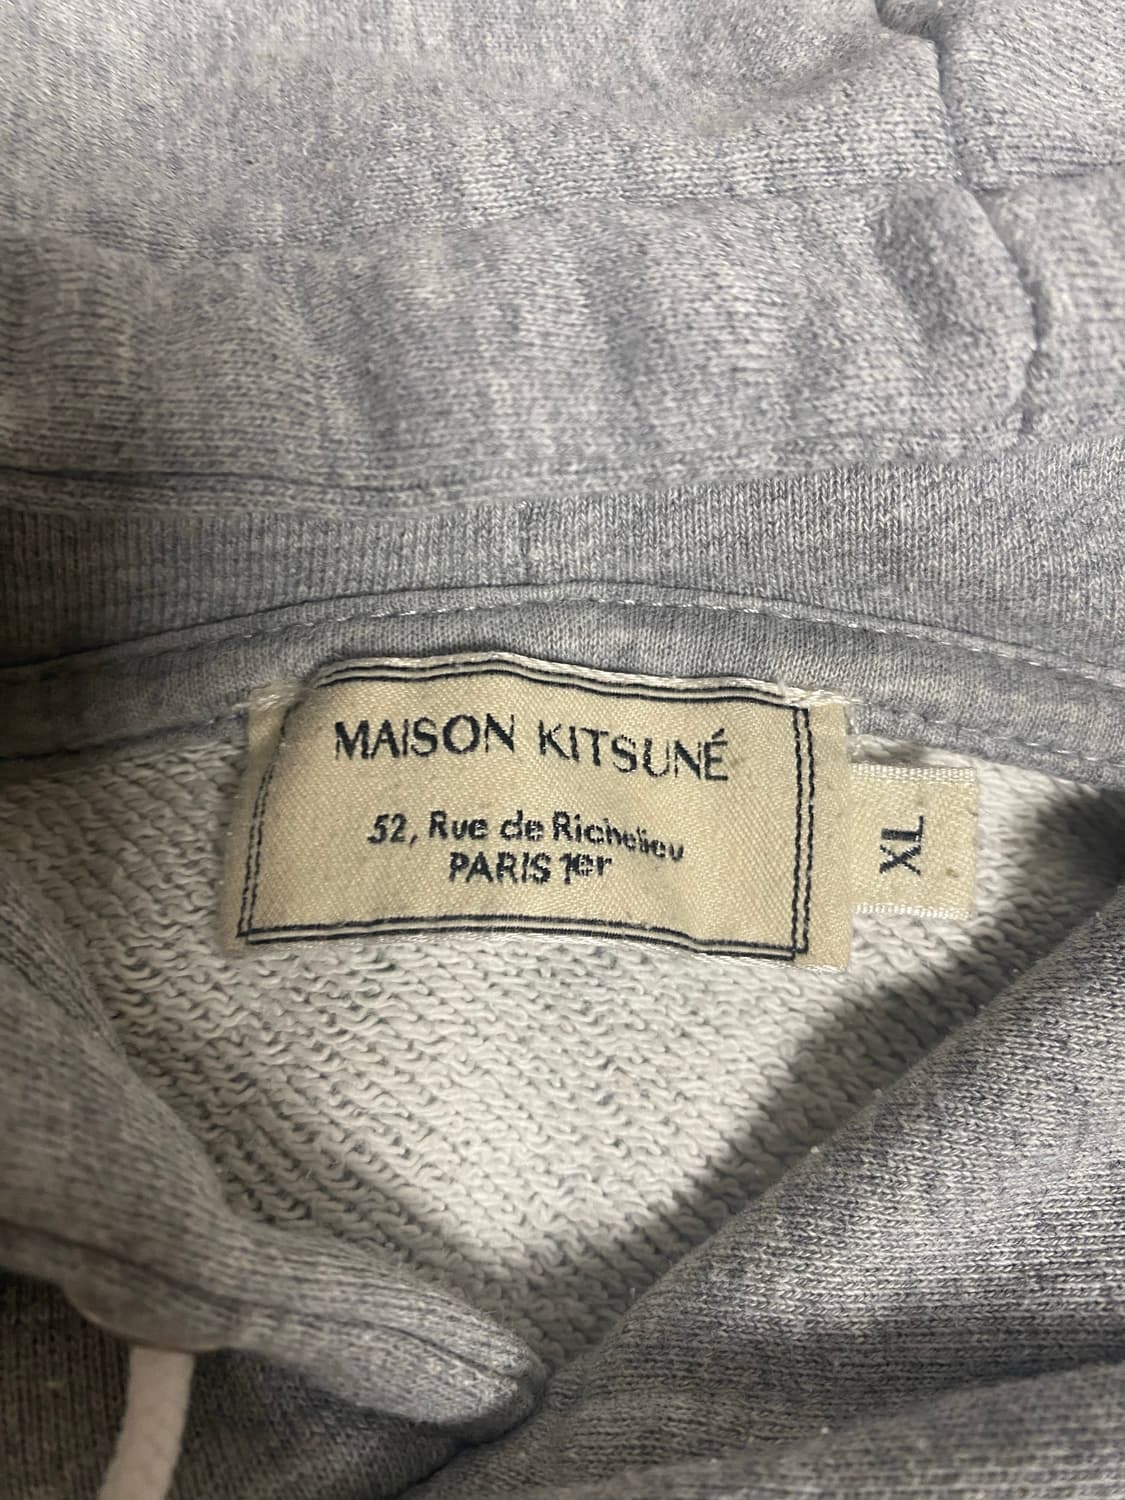 MAISON KITSUNÉ
52, Rue de Richelieu
PARIS 1er
XL